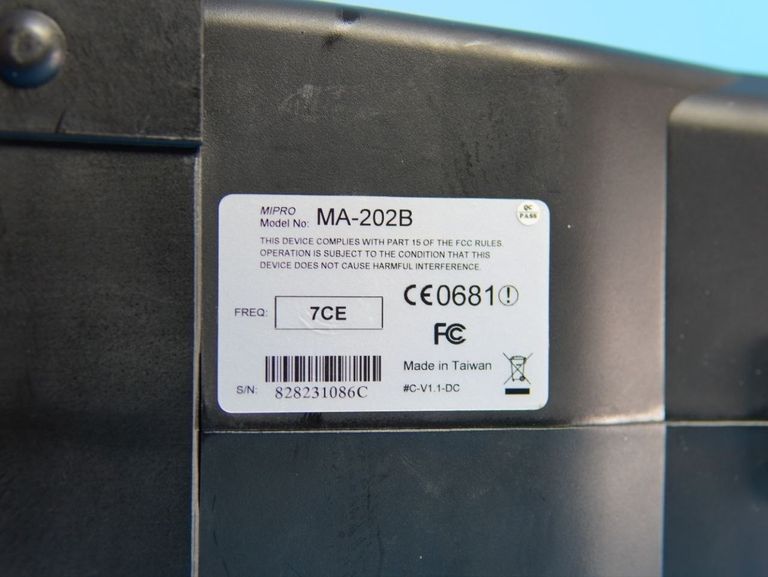 MIPRO
Model No: MA-202B
QC
PASS
THIS DEVICE COMPLIES WITH PART 15 OF THE FCC RULES.
OPERATION IS SUBJECT TO THE CONDITION THAT THIS
DEVICE DOES NOT CAUSE HARMFUL INTERFERENCE.
FREQ: 7CE
CE0681!
FC
Made in Taiwan
S/N: 828231086C
#C-V1.1-DC